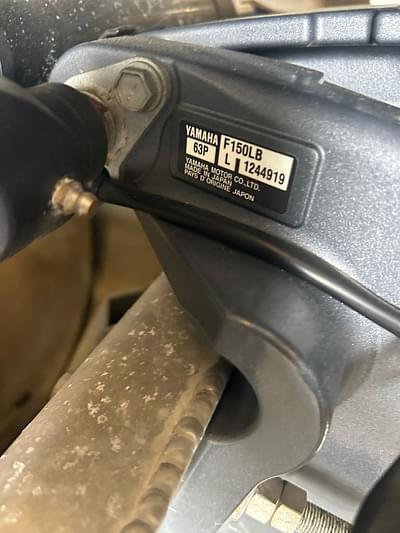 YAMAHA F150LB
63P L 1244919
YAMAHA MOTOR CO.,LTD.
MADE IN JAPAN
PAYS D'ORIGINE JAPON